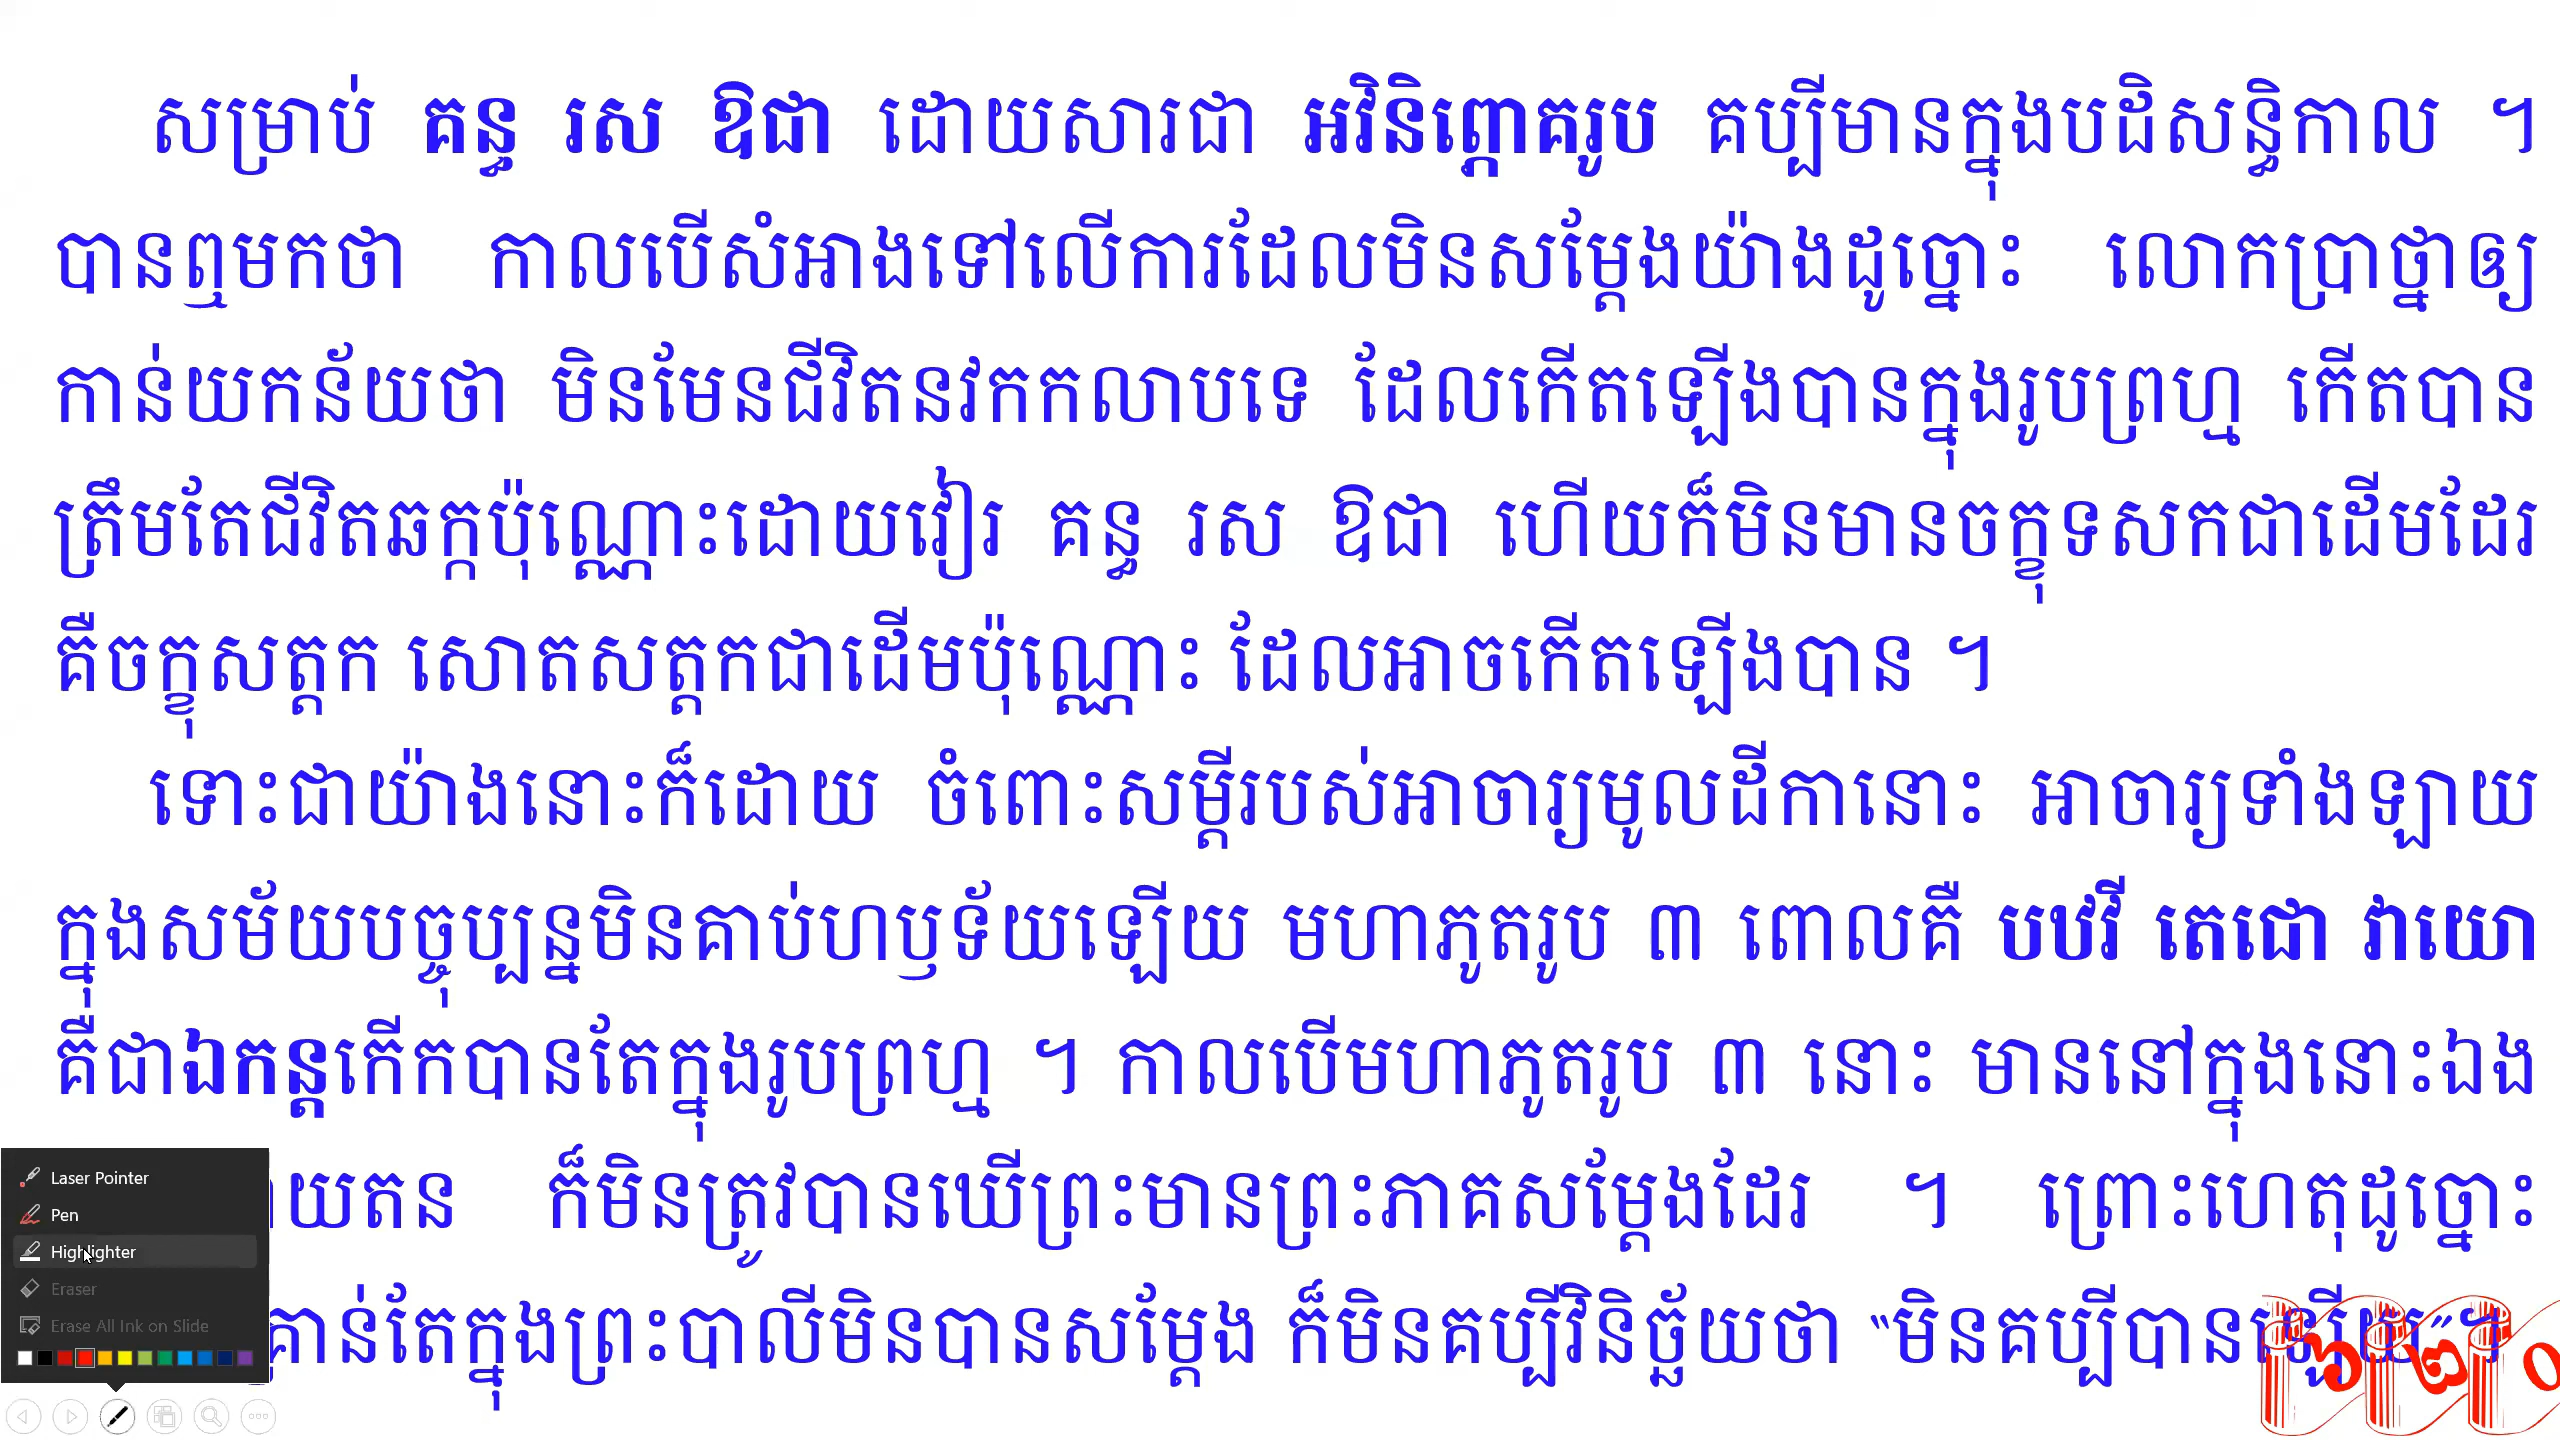 សម្រាប់ គន្ធ រស ឱជា ដោយសារជា អវិនិព្ភោគរូប គប្បីមានក្នុងបដិសន្ធិកាល ។
បានឮមកថា កាលបើសំអាងទៅលើការដែលមិនសម្ដែងយ៉ាងដូច្នោះ លោកប្រាថ្នាឲ្យ
កាន់យកន័យថា មិនមែនជីវិតនវកកលាបទេ ដែលកើតឡើងបានក្នុងរូបព្រហ្ម កើតបាន
ត្រឹមតែជីវិតឆក្កប៉ុណ្ណោះដោយវៀរ គន្ធ រស ឱជា ហើយក៏មិនមានចក្ខុទសកជាដើមដែរ
គឺចក្ខុសត្តក សោតសត្តកជាដើមប៉ុណ្ណោះ ដែលអាចកើតឡើងបាន ។
ទោះជាយ៉ាងនោះក៏ដោយ ចំពោះសម្ដីរបស់អាចារ្យមូលដីកានោះ អាចារ្យទាំងឡាយ
ក្នុងសម័យបច្ចុប្បន្នមិនគាប់ហឫទ័យឡើយ មហាភូតរូប ៣ ពោលគឺ បឋវី តេជោ វាយោ
គឺជាឯកន្តកើកបានតែក្នុងរូបព្រហ្ម ។ កាលបើមហាភូតរូប ៣ នោះ មាននៅក្នុងនោះឯង
យតន ក៏មិនត្រូវបានឃើព្រះមានព្រះភាគសម្ដែងដែរ ។ ព្រោះហេតុដូច្នោះ
គ្រាន់តែក្នុងព្រះបាលីមិនបានសម្ដែង ក៏មិនគប្បីវិនិច្ឆ័យថា “មិនគប្បីបានឡើយ”។
Laser Pointer
Pen
Highlighter
Eraser
Erase All Ink on Slide